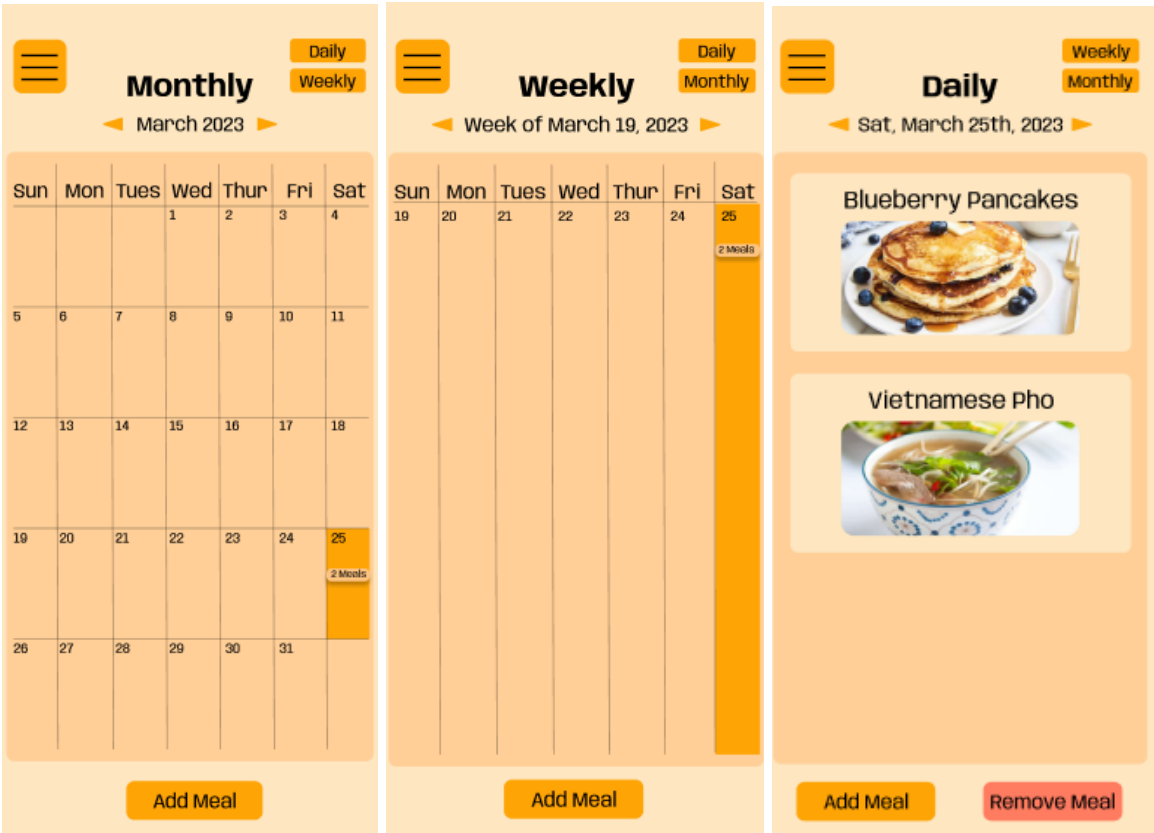 Daily
Monthly
Weekly
March 2023
Sun Mon Tues Wed Thur Fri Sat
1 2 3 4
5 6 7 8 9 10 11
12 13 14 15 16 17 18
19 20 21 22 23 24 25
2 Meals
26 27 28 29 30 31
Add Meal
Daily
Weekly
Monthly
Week of March 19, 2023
Sun Mon Tues Wed Thur Fri Sat
19 20 21 22 23 24 25
2 Meals
Add Meal
Weekly
Daily
Monthly
Sat, March 25th, 2023
Blueberry Pancakes
Vietnamese Pho
Add Meal
Remove Meal